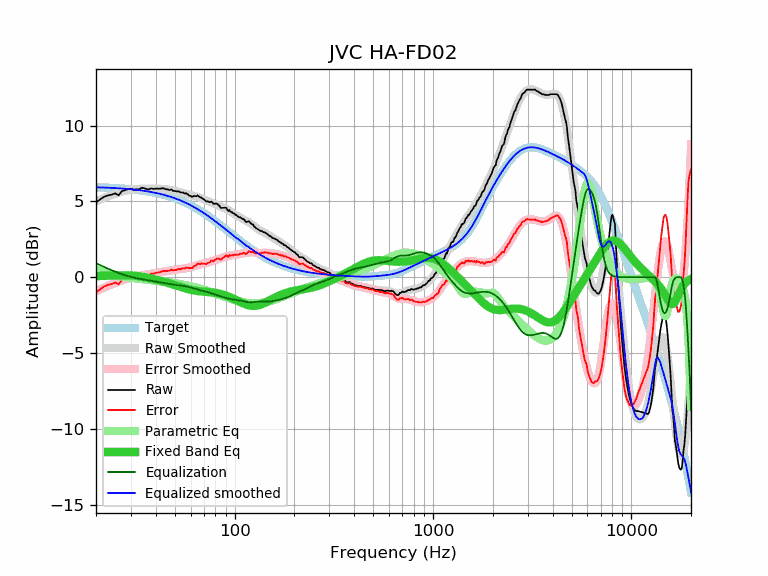 JVC HA-FD02
Amplitude (dBr)
10
5
0
−5
−10
−15
Target
Raw Smoothed
Error Smoothed
Raw
Error
Parametric Eq
Fixed Band Eq
Equalization
Equalized smoothed
100
1000
10000
Frequency (Hz)